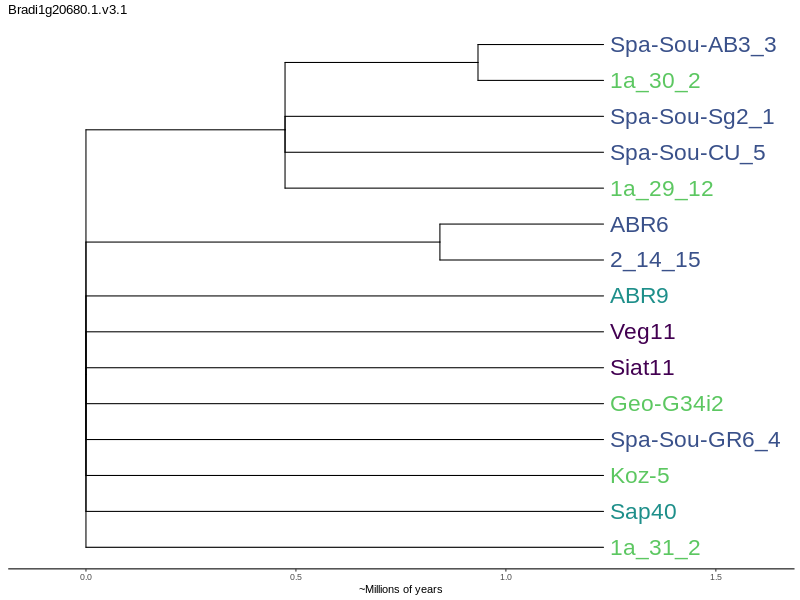 Bradi1g20680.1.v3.1
Spa-Sou-AB3_3
1a_30_2
Spa-Sou-Sg2_1
Spa-Sou-CU_5
1a_29_12
ABR6
2_14_15
ABR9
Veg11
Siat11
Geo-G34i2
Spa-Sou-GR6_4
Koz-5
Sap40
1a_31_2
0.0 0.5 1.0 1.5
~Millions of years